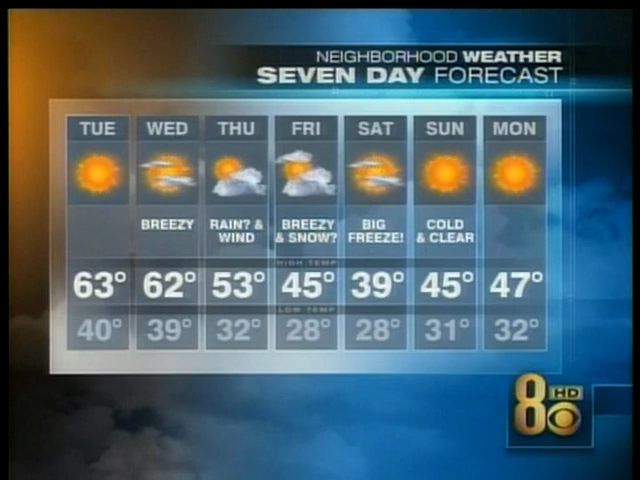 NEIGHBORHOOD WEATHER
SEVEN DAY FORECAST
TUE WED THU FRI SAT SUN MON
BREEZY RAIN? & WIND BREEZY & SNOW? BIG FREEZE! COLD & CLEAR
HIGH TEMP
63° 62° 53° 45° 39° 45° 47°
LOW TEMP
40° 39° 32° 28° 28° 31° 32°
8 HD